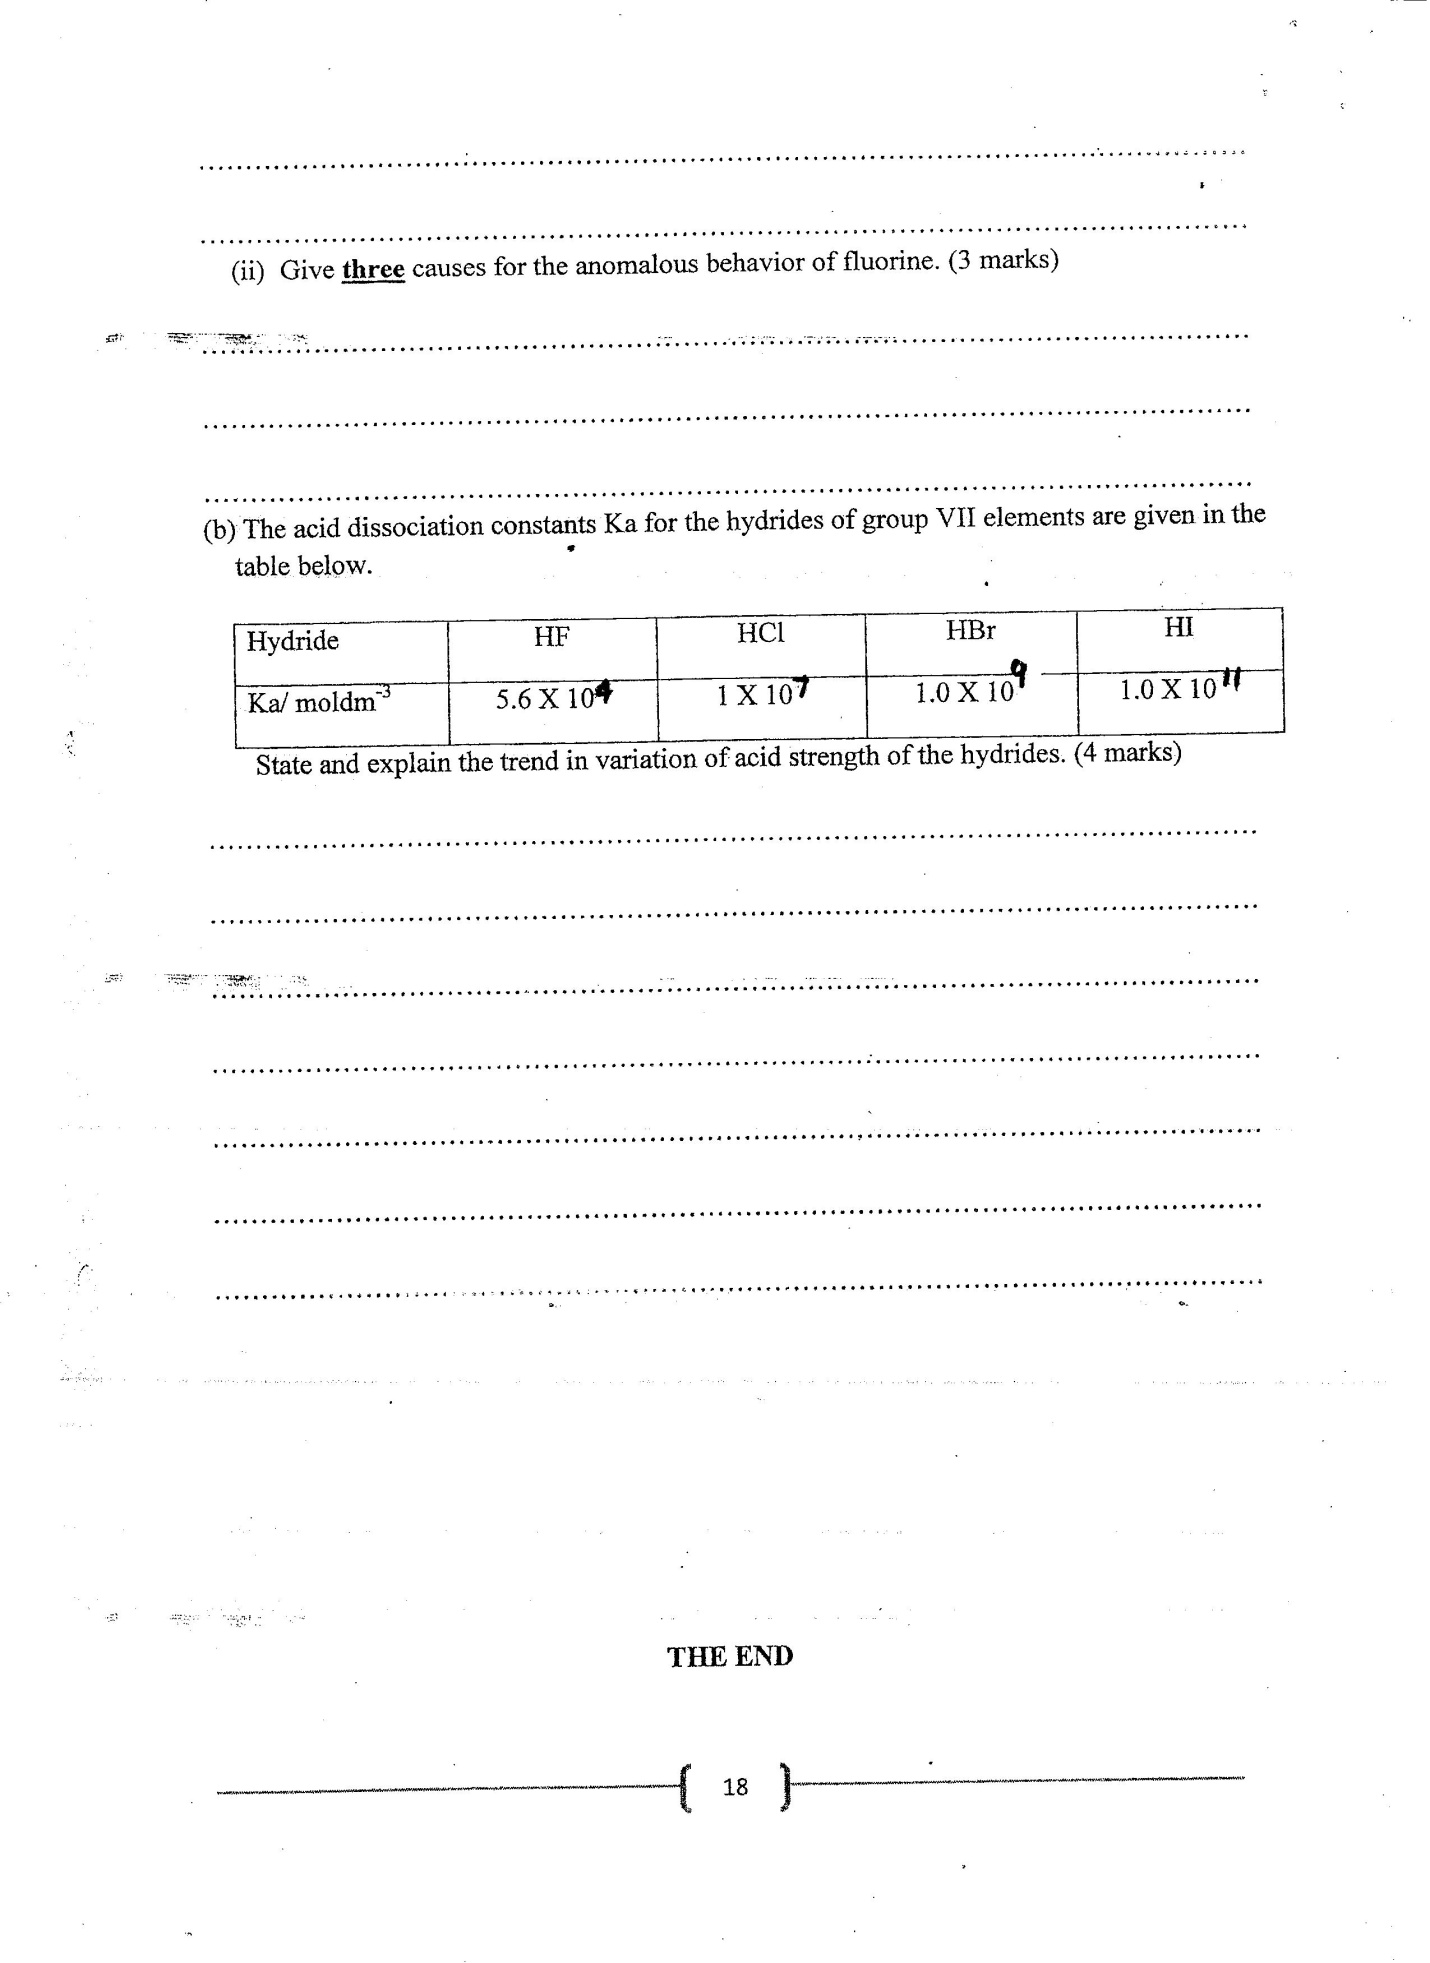 (ii) Give three causes for the anomalous behavior of fluorine. (3 marks)
(b) The acid dissociation constants Ka for the hydrides of group VII elements are given in the
table below.
Hydride HF HCl HBr HI
Ka/ moldm⁻³ 5.6 X 10⁴ 1 X 10⁷ 1.0 X 10⁹ 1.0 X 10¹¹
State and explain the trend in variation of acid strength of the hydrides. (4 marks)
THE END
18